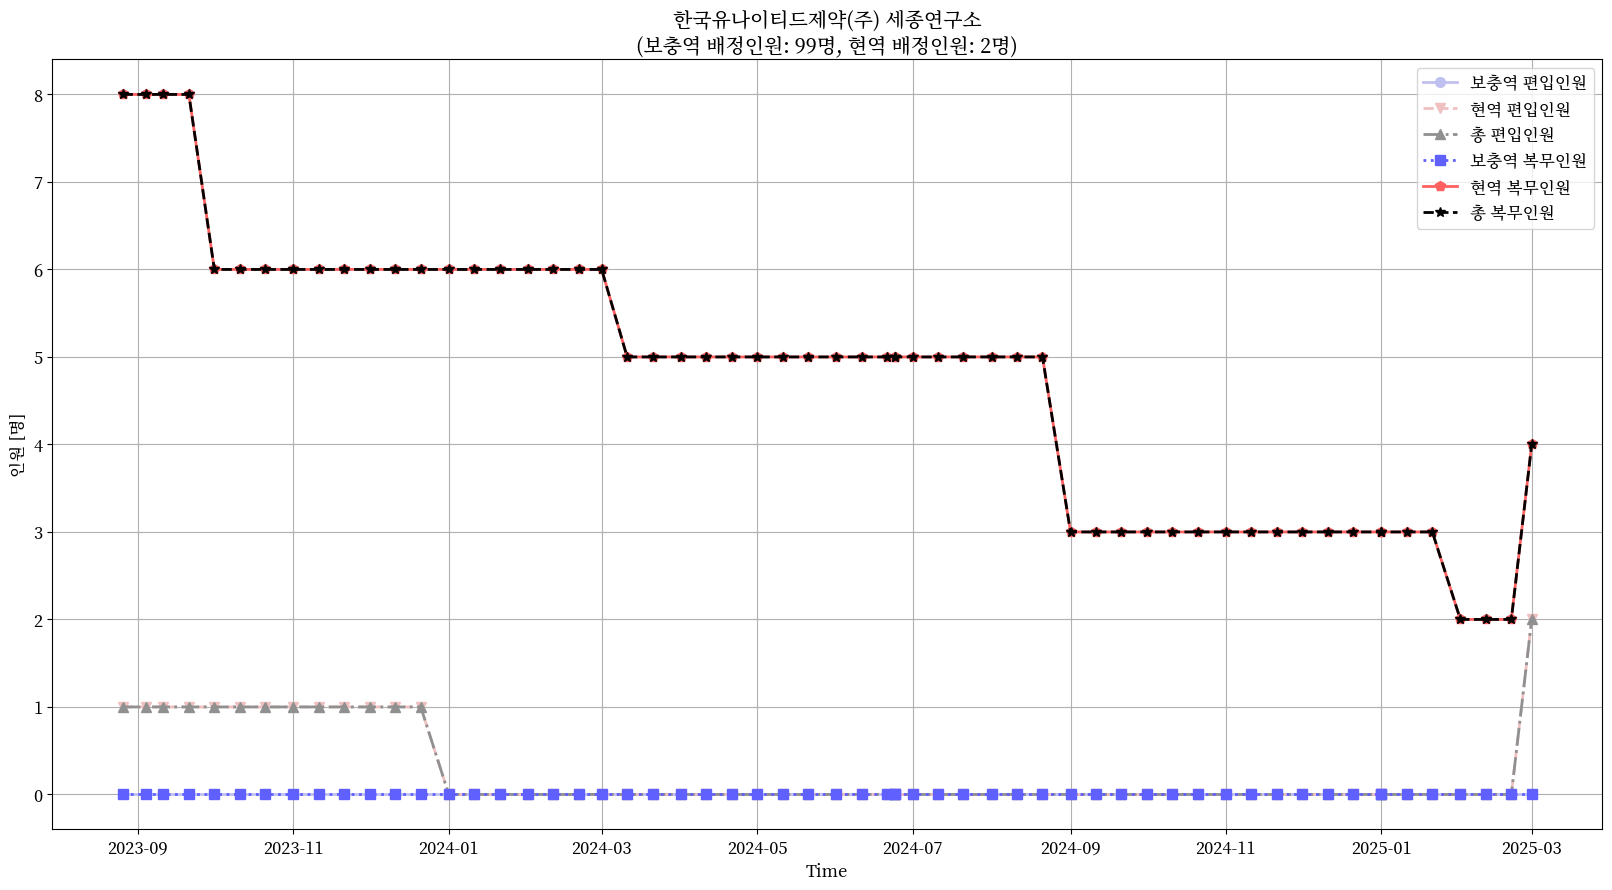 한국유나이티드제약(주) 세종연구소
(보충역 배정인원: 99명, 현역 배정인원: 2명)
보충역 편입인원
현역 편입인원
총 편입인원
보충역 복무인원
현역 복무인원
총 복무인원
인원 [명]
8
7
6
5
4
3
2
1
0
2023-09
2023-11
2024-01
2024-03
2024-05
2024-07
2024-09
2024-11
2025-01
2025-03
Time